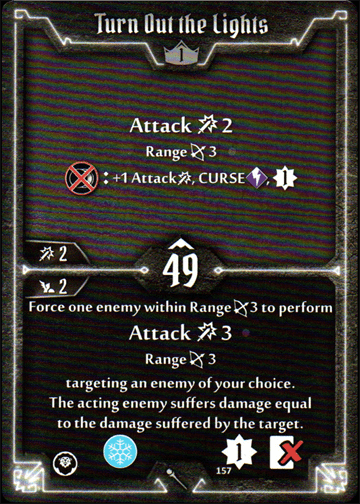 Turn Out the Lights
1
Attack 2
Range 3
: +1 Attack, CURSE, 1
2
49
2
Force one enemy within Range 3 to perform
Attack 3
Range 3
targeting an enemy of your choice.
The acting enemy suffers damage equal
to the damage suffered by the target.
1
157